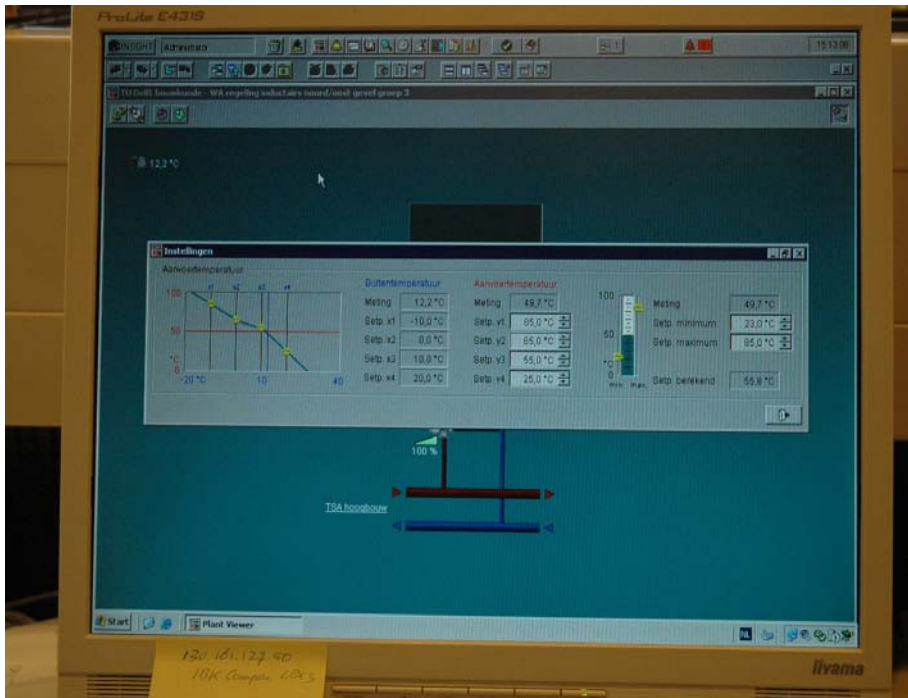 ProLite E431S
INSIGHT Administrator 15:13:08
TU Delft bouwkunde - WA regeling inductairs noord/oost gevel groep 3
12,2 °C
Instellingen
Aanvoertemperatuur
x1 x2 x3 x4
100
50
°C
0
-20 °C 10 40
Buitentemperatuur
Meting 12,2 °C
Setp. x1 -10,0 °C
Setp. x2 0,0 °C
Setp. x3 10,0 °C
Setp. x4 20,0 °C
Aanvoertemperatuur
Meting 49,7 °C
Setp. y1 85,0 °C
Setp. y2 65,0 °C
Setp. y3 55,0 °C
Setp. y4 25,0 °C
100
50
°C
0
min. max.
Meting 49,7 °C
Setp. minimum 23,0 °C
Setp. maximum 85,0 °C
Setp. berekend
100 %
TSA hoogbouw
Start Plant Viewer NL
130.161.127.50
iiyama